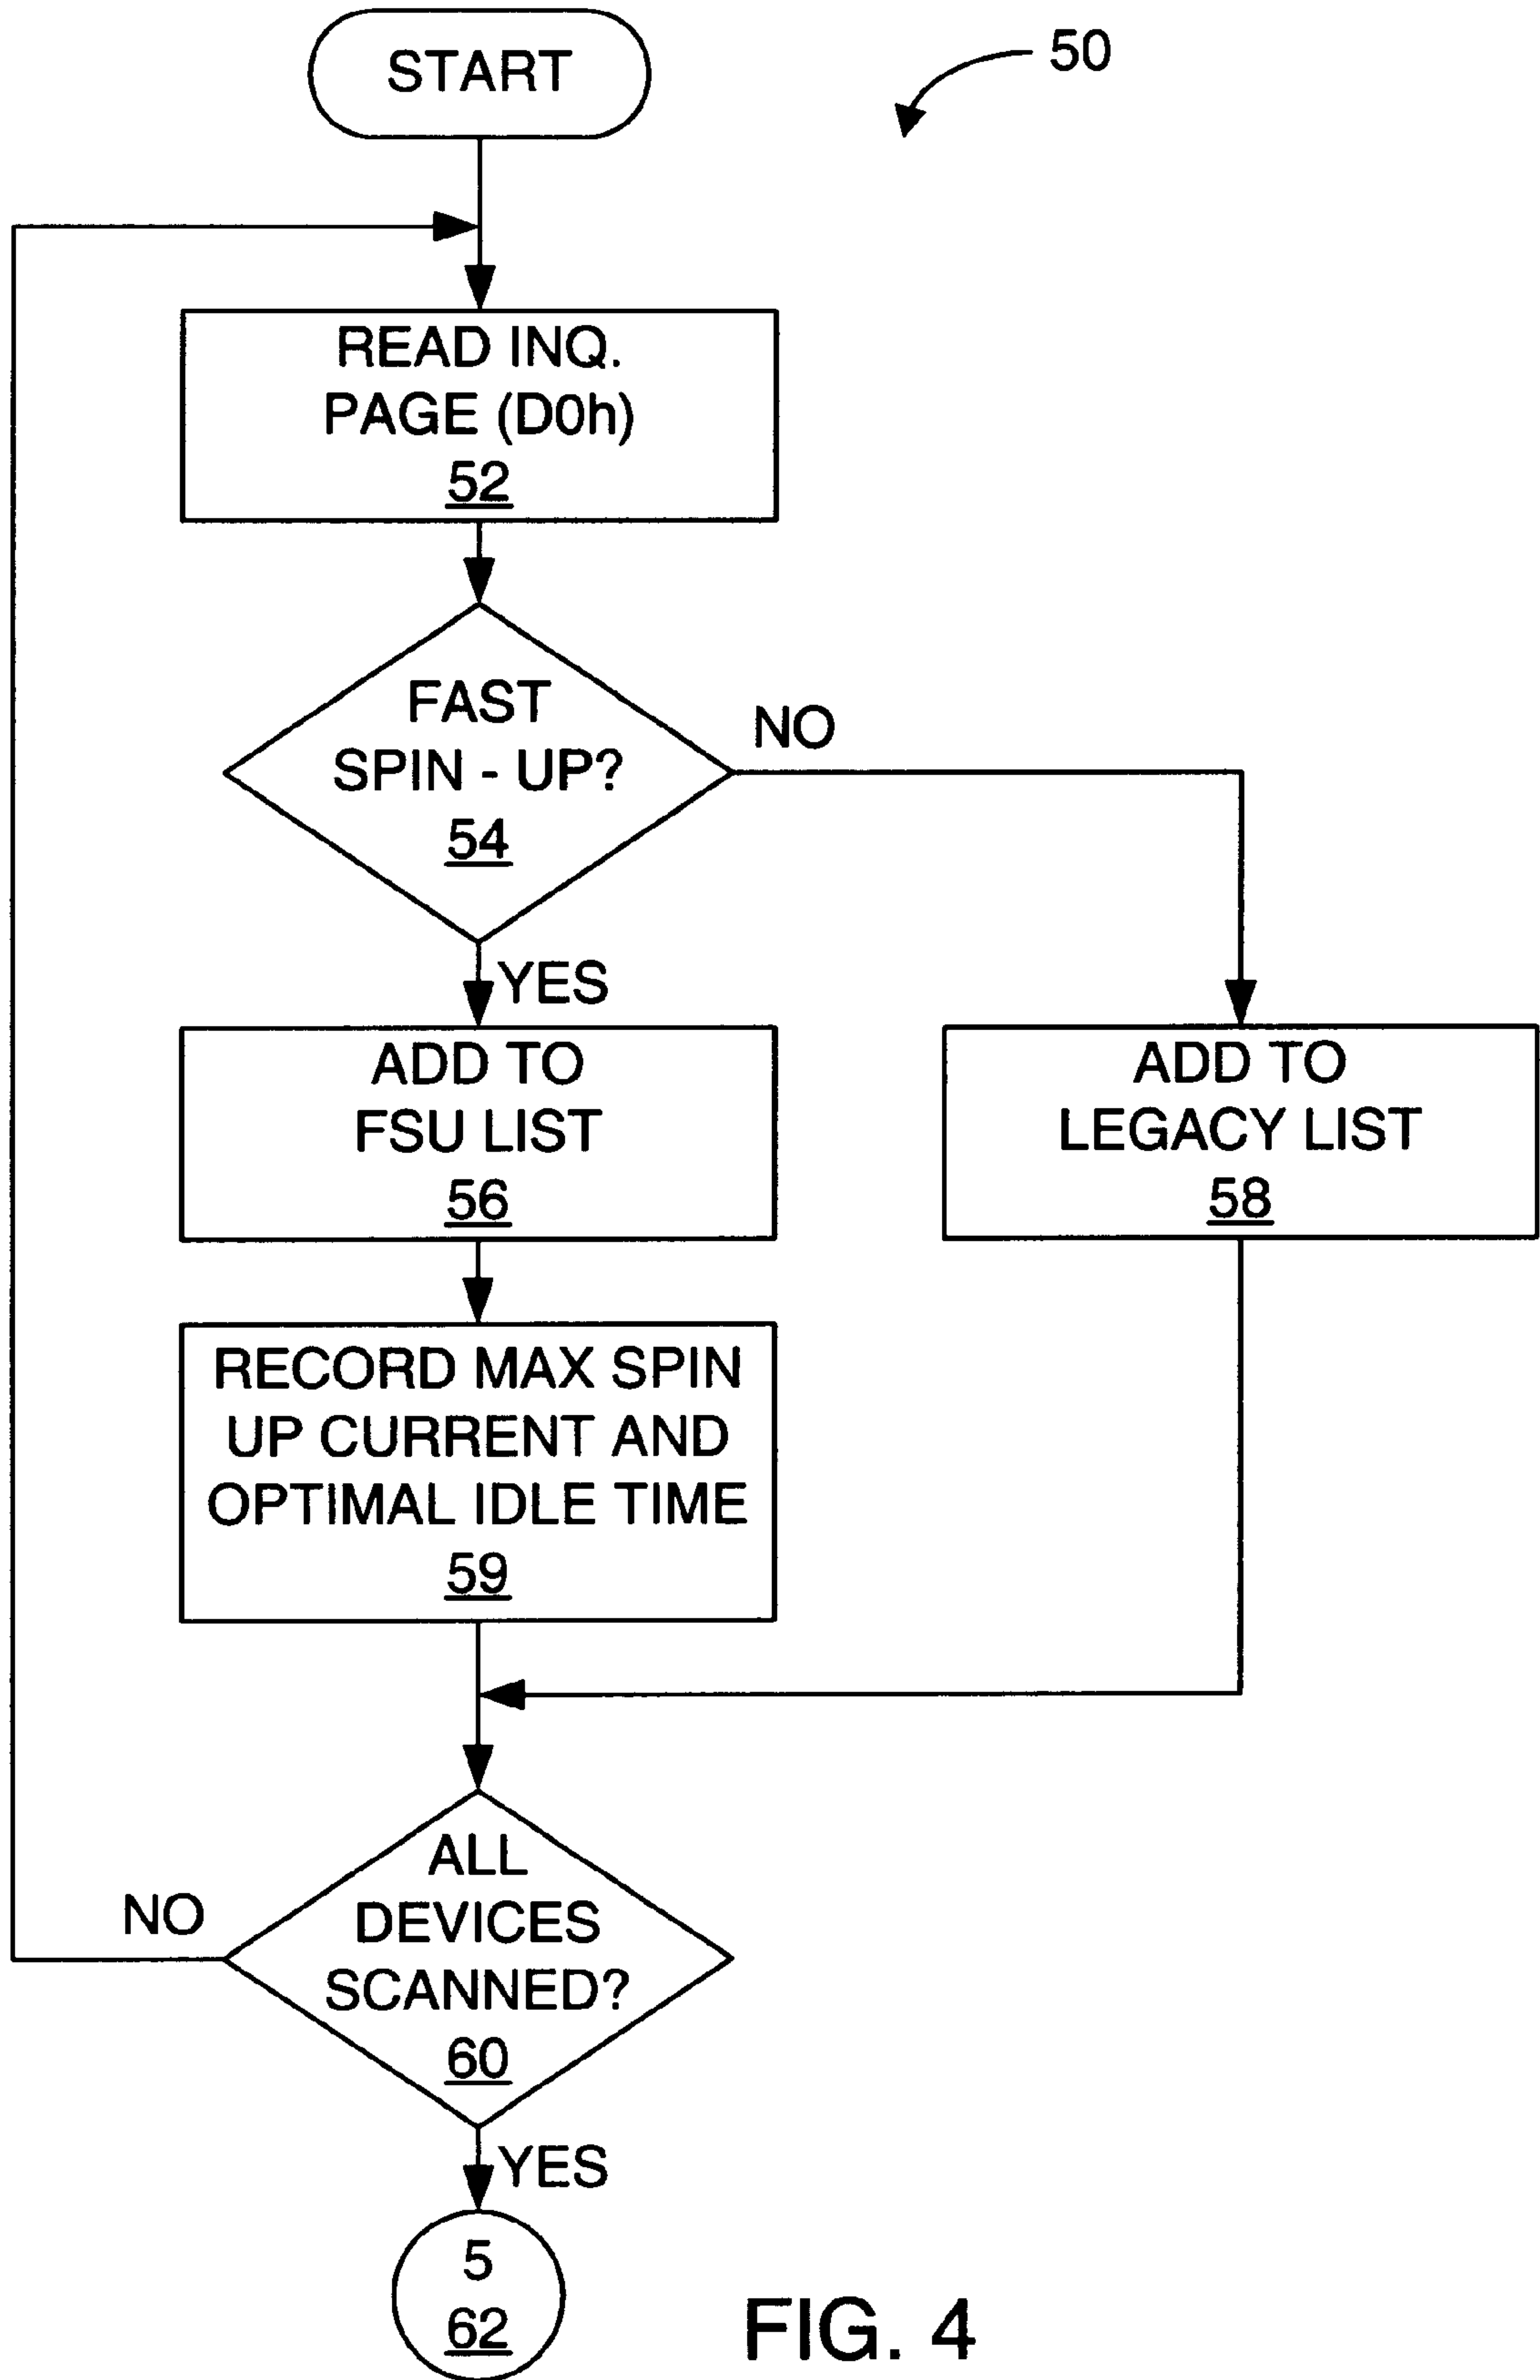 START
50
READ INQ.
PAGE (D0h)
52
FAST
SPIN - UP?
54
NO
YES
ADD TO
FSU LIST
56
ADD TO
LEGACY LIST
58
RECORD MAX SPIN
UP CURRENT AND
OPTIMAL IDLE TIME
59
ALL
DEVICES
SCANNED?
60
NO
YES
5
62
FIG. 4